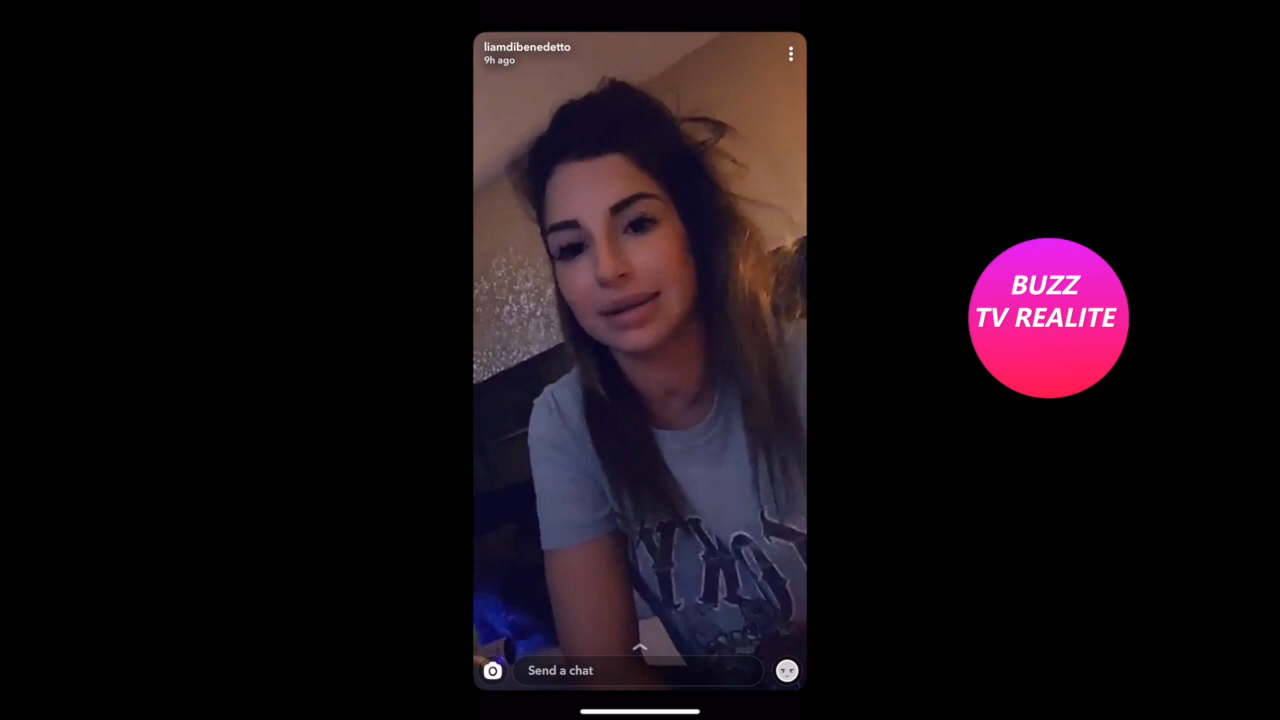 liamdibenedetto
9h ago
BUZZ
TV REALITE
Send a chat